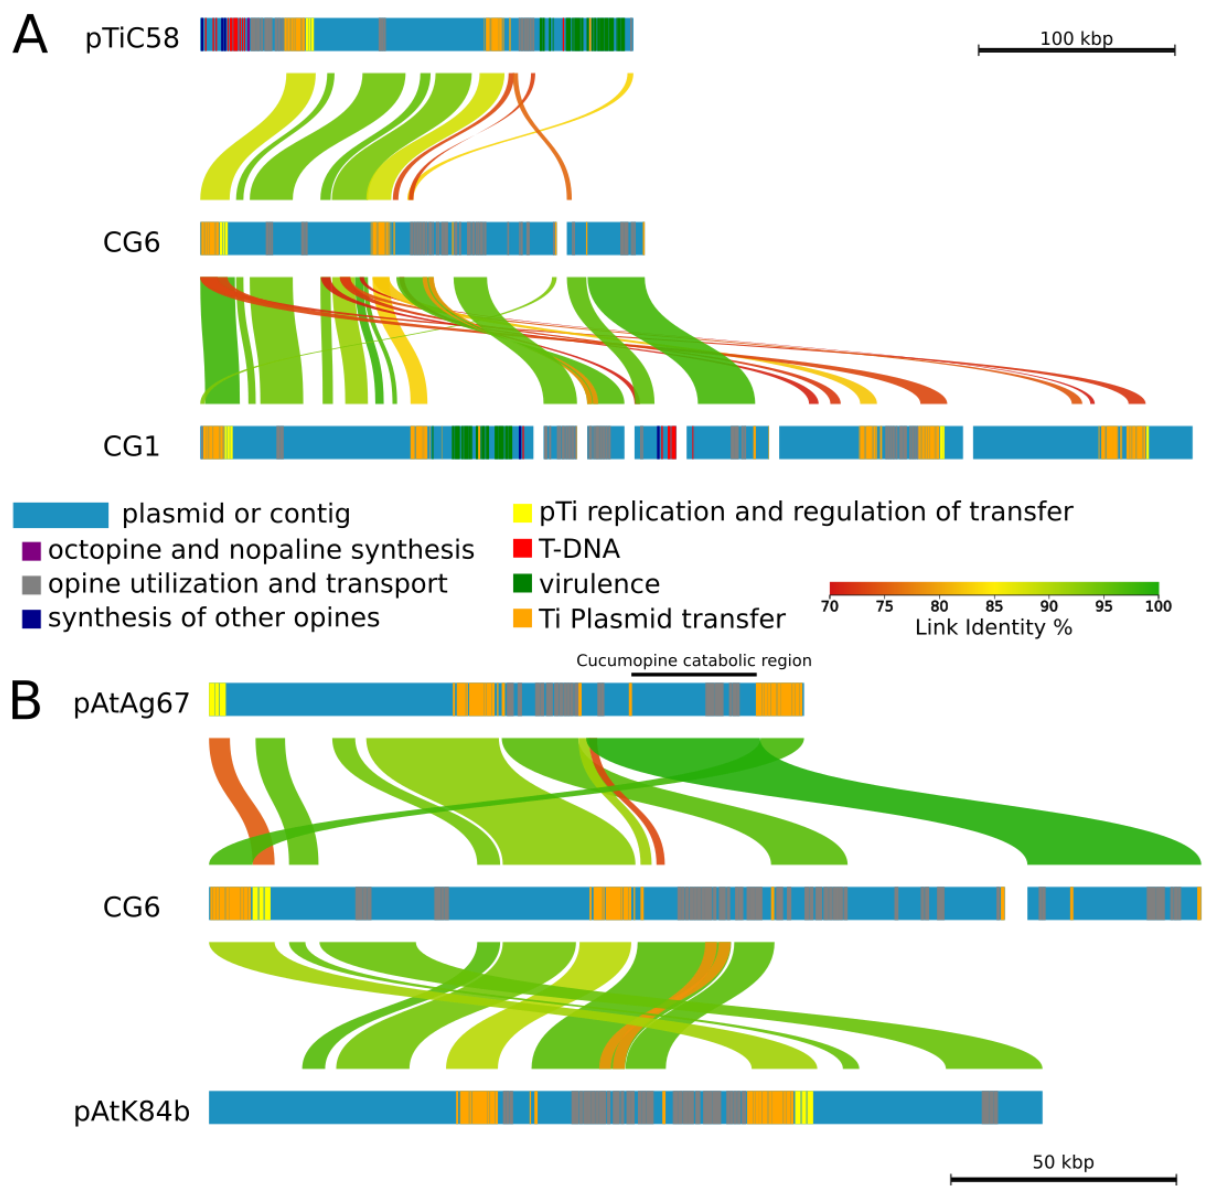 A
pTiC58
100 kbp
CG6
CG1
plasmid or contig
octopine and nopaline synthesis
opine utilization and transport
synthesis of other opines
pTi replication and regulation of transfer
T-DNA
virulence
Ti Plasmid transfer
70 75 80 85 90 95 100
Link Identity %
Cucumopine catabolic region
B
pAtAg67
CG6
pAtK84b
50 kbp